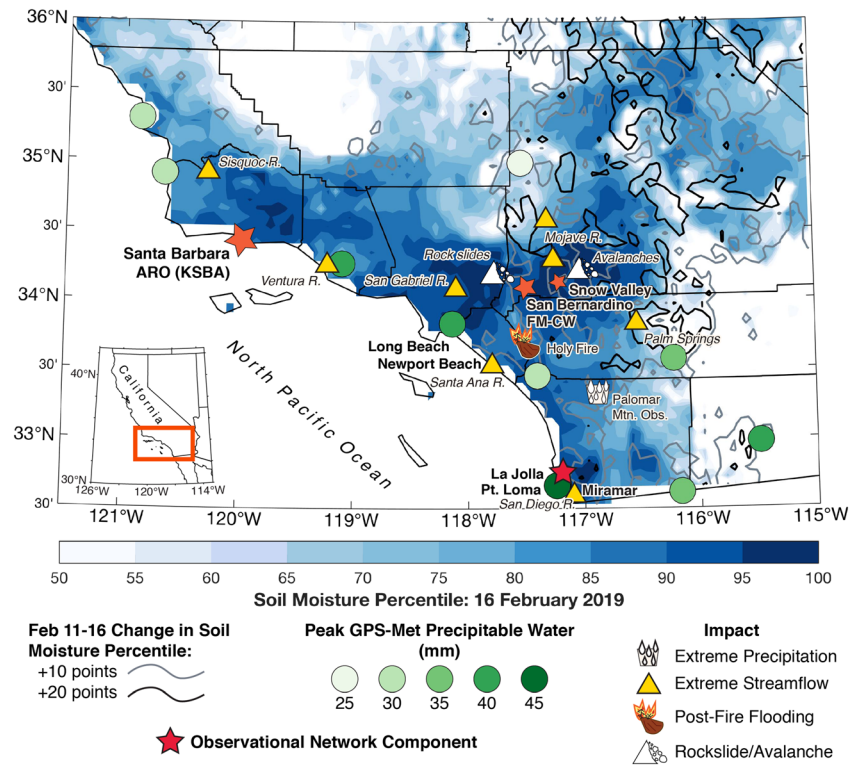 36°N
30'
35°N
30'
34°N
30'
33°N
30'
121°W
120°W
119°W
118°W
117°W
116°W
115°W
Sisquoc R.
Santa Barbara
ARO (KSBA)
Ventura R.
San Gabriel R.
Rock slides
Mojave R.
Avalanches
Snow Valley
San Bernardino
FM-CW
Palm Springs
Holy Fire
Long Beach
Newport Beach
Santa Ana R.
Palomar
Mtn. Obs.
La Jolla
Pt. Loma
Miramar
San Diego R.
North Pacific Ocean
California
40°N
30°N
126°W
120°W
114°W
50
55
60
65
70
75
80
85
90
95
100
Soil Moisture Percentile: 16 February 2019
Feb 11-16 Change in Soil
Moisture Percentile:
+10 points
+20 points
Peak GPS-Met Precipitable Water
(mm)
25
30
35
40
45
Impact
Extreme Precipitation
Extreme Streamflow
Post-Fire Flooding
Rockslide/Avalanche
Observational Network Component